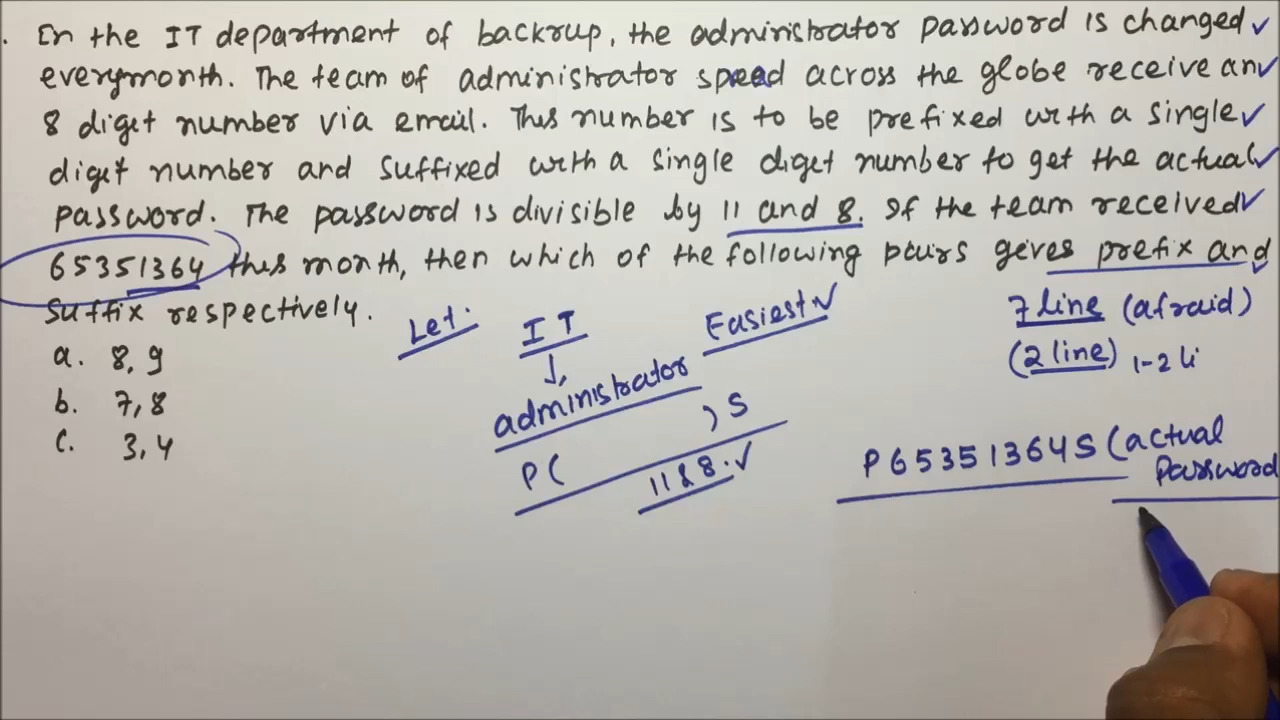 . In the IT department of backrup, the administrator password is changed
everymonth. The team of administrator spread across the globe receive an
8 diget number via email. This number is to be prefixed with a single
digit number and suffixed with a single diget number to get the actual
password. The password is divisible by 11 and 8. If the team received
65351364 this month, then which of the following pairs gives prefix and
Suffix respectively.
a. 8, 9
b. 7, 8
c. 3, 4
Let.
IT
Easiest
administrator
P( ) S
11 & 8.
7 line (afraid)
(2 line) 1-2 li
P65351364S (actual
Password